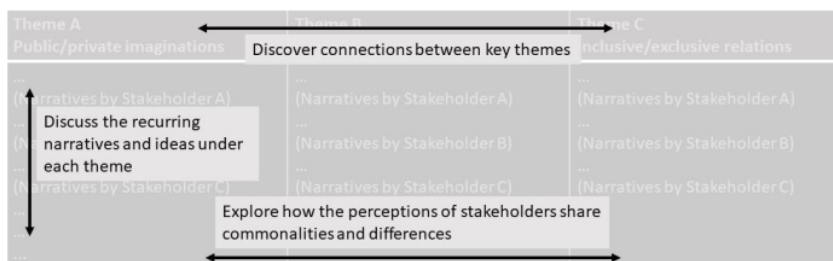 Theme A
Theme B
Theme C
Public/private imaginations
Inclusive/exclusive relations
Discover connections between key themes
...
...
...
(Narratives by Stakeholder A)
(Narratives by Stakeholder A)
(Narratives by Stakeholder A)
...
...
Discuss the recurring
narratives and ideas under
each theme
(Narratives by Stakeholder B)
(Narratives by Stakeholder B)
...
...
(Narratives by Stakeholder C)
(Narratives by Stakeholder C)
(Narratives by Stakeholder C)
...
Explore how the perceptions of stakeholders share
commonalities and differences
...